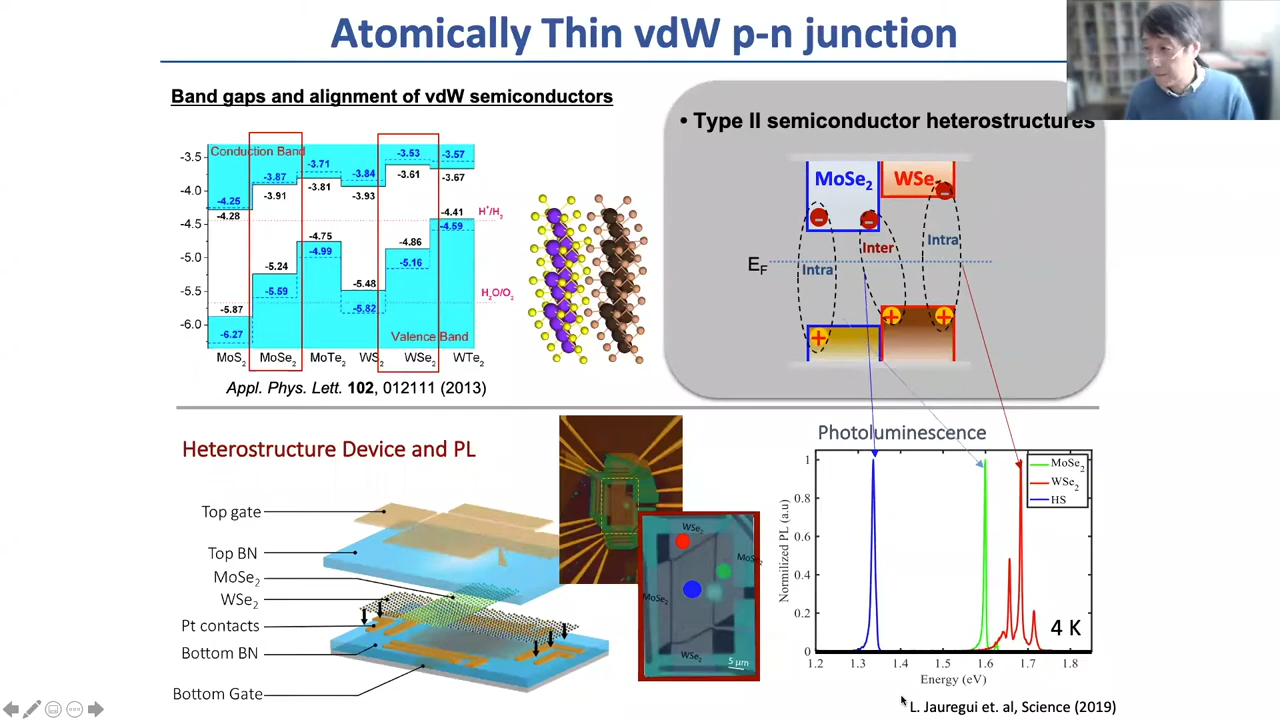 Atomically Thin vdW p-n junction
Band gaps and alignment of vdW semiconductors
Conduction Band
-3.5
-4.0
-4.5
-5.0
-5.5
-6.0
-4.25
-4.28
-3.87
-3.91
-3.71
-3.81
-3.84
-3.93
-3.53
-3.61
-3.57
-3.67
H⁺/H₂
-4.41
-4.59
-4.75
-4.99
-4.86
-5.16
-5.24
-5.59
-5.48
-5.82
H₂O/O₂
-5.87
-6.27
Valence Band
MoS₂ MoSe₂ MoTe₂ WS₂ WSe₂ WTe₂
Appl. Phys. Lett. 102, 012111 (2013)
• Type II semiconductor heterostructures
MoSe₂ WSe
- - -
Inter
Intra
E_F
Intra
+ + +
Heterostructure Device and PL
Top gate
Top BN
MoSe₂
WSe₂
Pt contacts
Bottom BN
Bottom Gate
WSe₂
MoSe₂
MoSe₂
WSe₂
5 μm
Photoluminescence
Normilized PL (a.u)
1
0.8
0.6
0.4
0.2
0
MoSe₂
WSe₂
HS
4 K
1.2 1.3 1.4 1.5 1.6 1.7 1.8
Energy (eV)
L. Jauregui et. al, Science (2019)